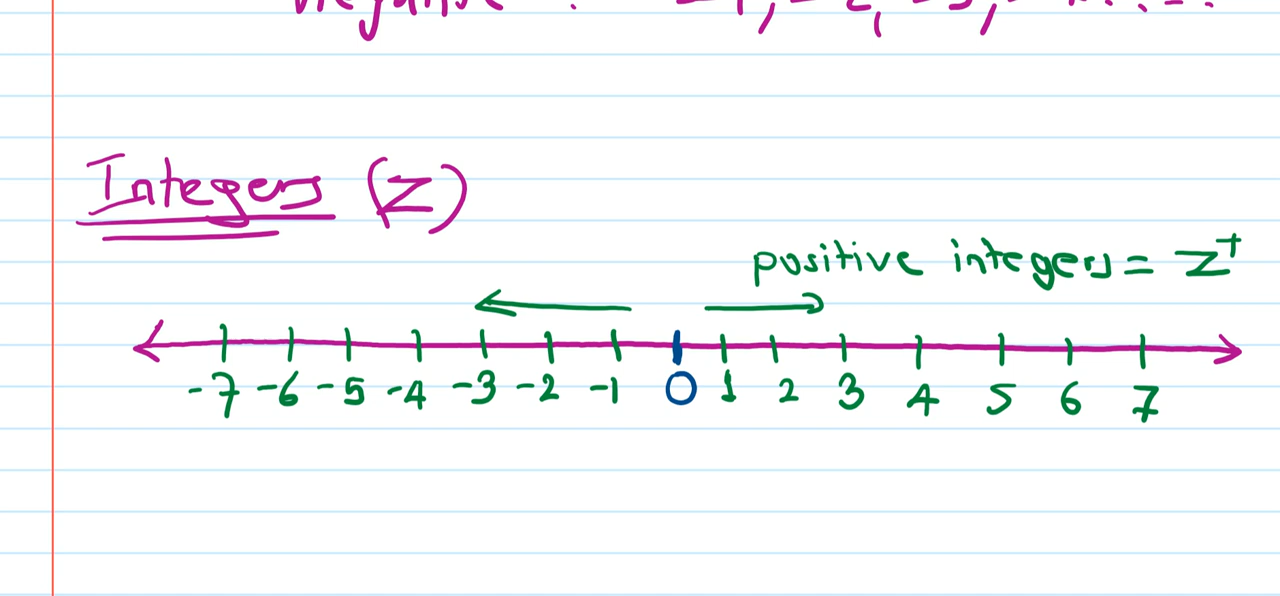 Integers (Z)
positive integers = Z⁺
-7 -6 -5 -4 -3 -2 -1 0 1 2 3 4 5 6 7